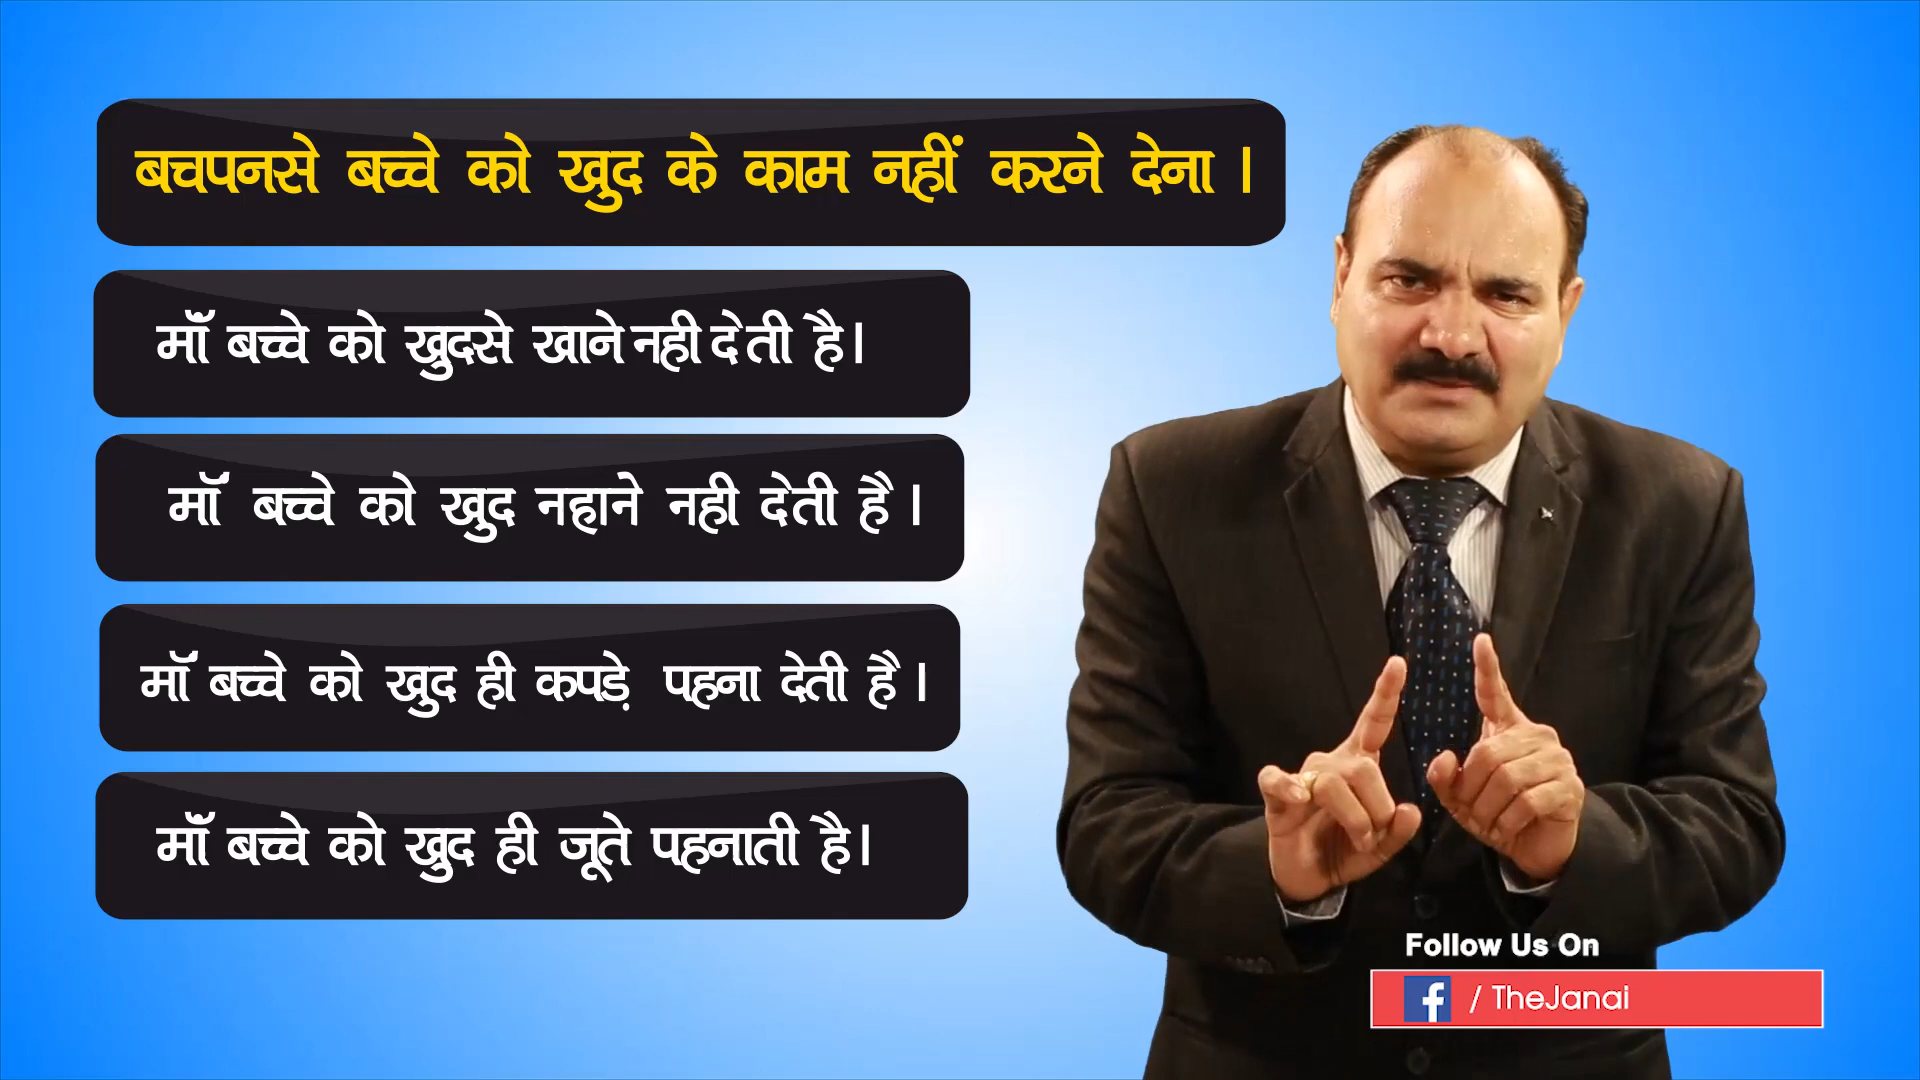 बचपनसे बच्चे को खुद के काम नहीं करने देना ।
माँ बच्चे को खुदसे खाने नही देती है।
मॉ बच्चे को खुद नहाने नही देती है ।
मॉ बच्चे को खुद ही कपड़े पहना देती है ।
माँ बच्चे को खुद ही जूते पहनाती है।
Follow Us On
f / TheJanai